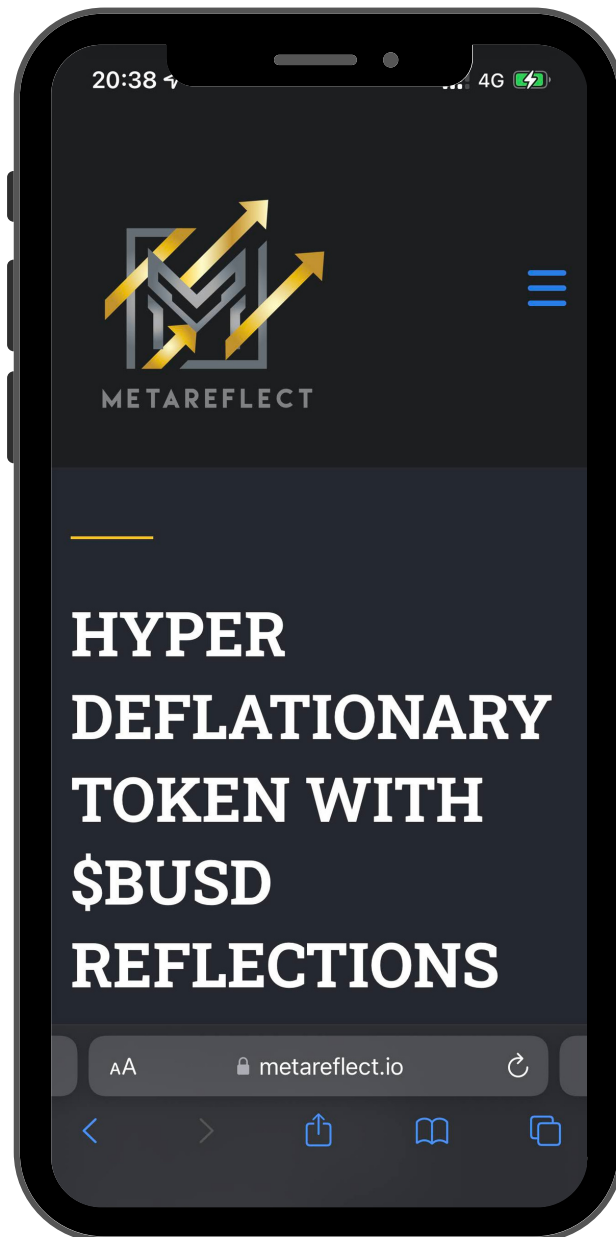 20:38
4G
METAREFLECT
HYPER
DEFLATIONARY
TOKEN WITH
$BUSD
REFLECTIONS
AA
metareflect.io